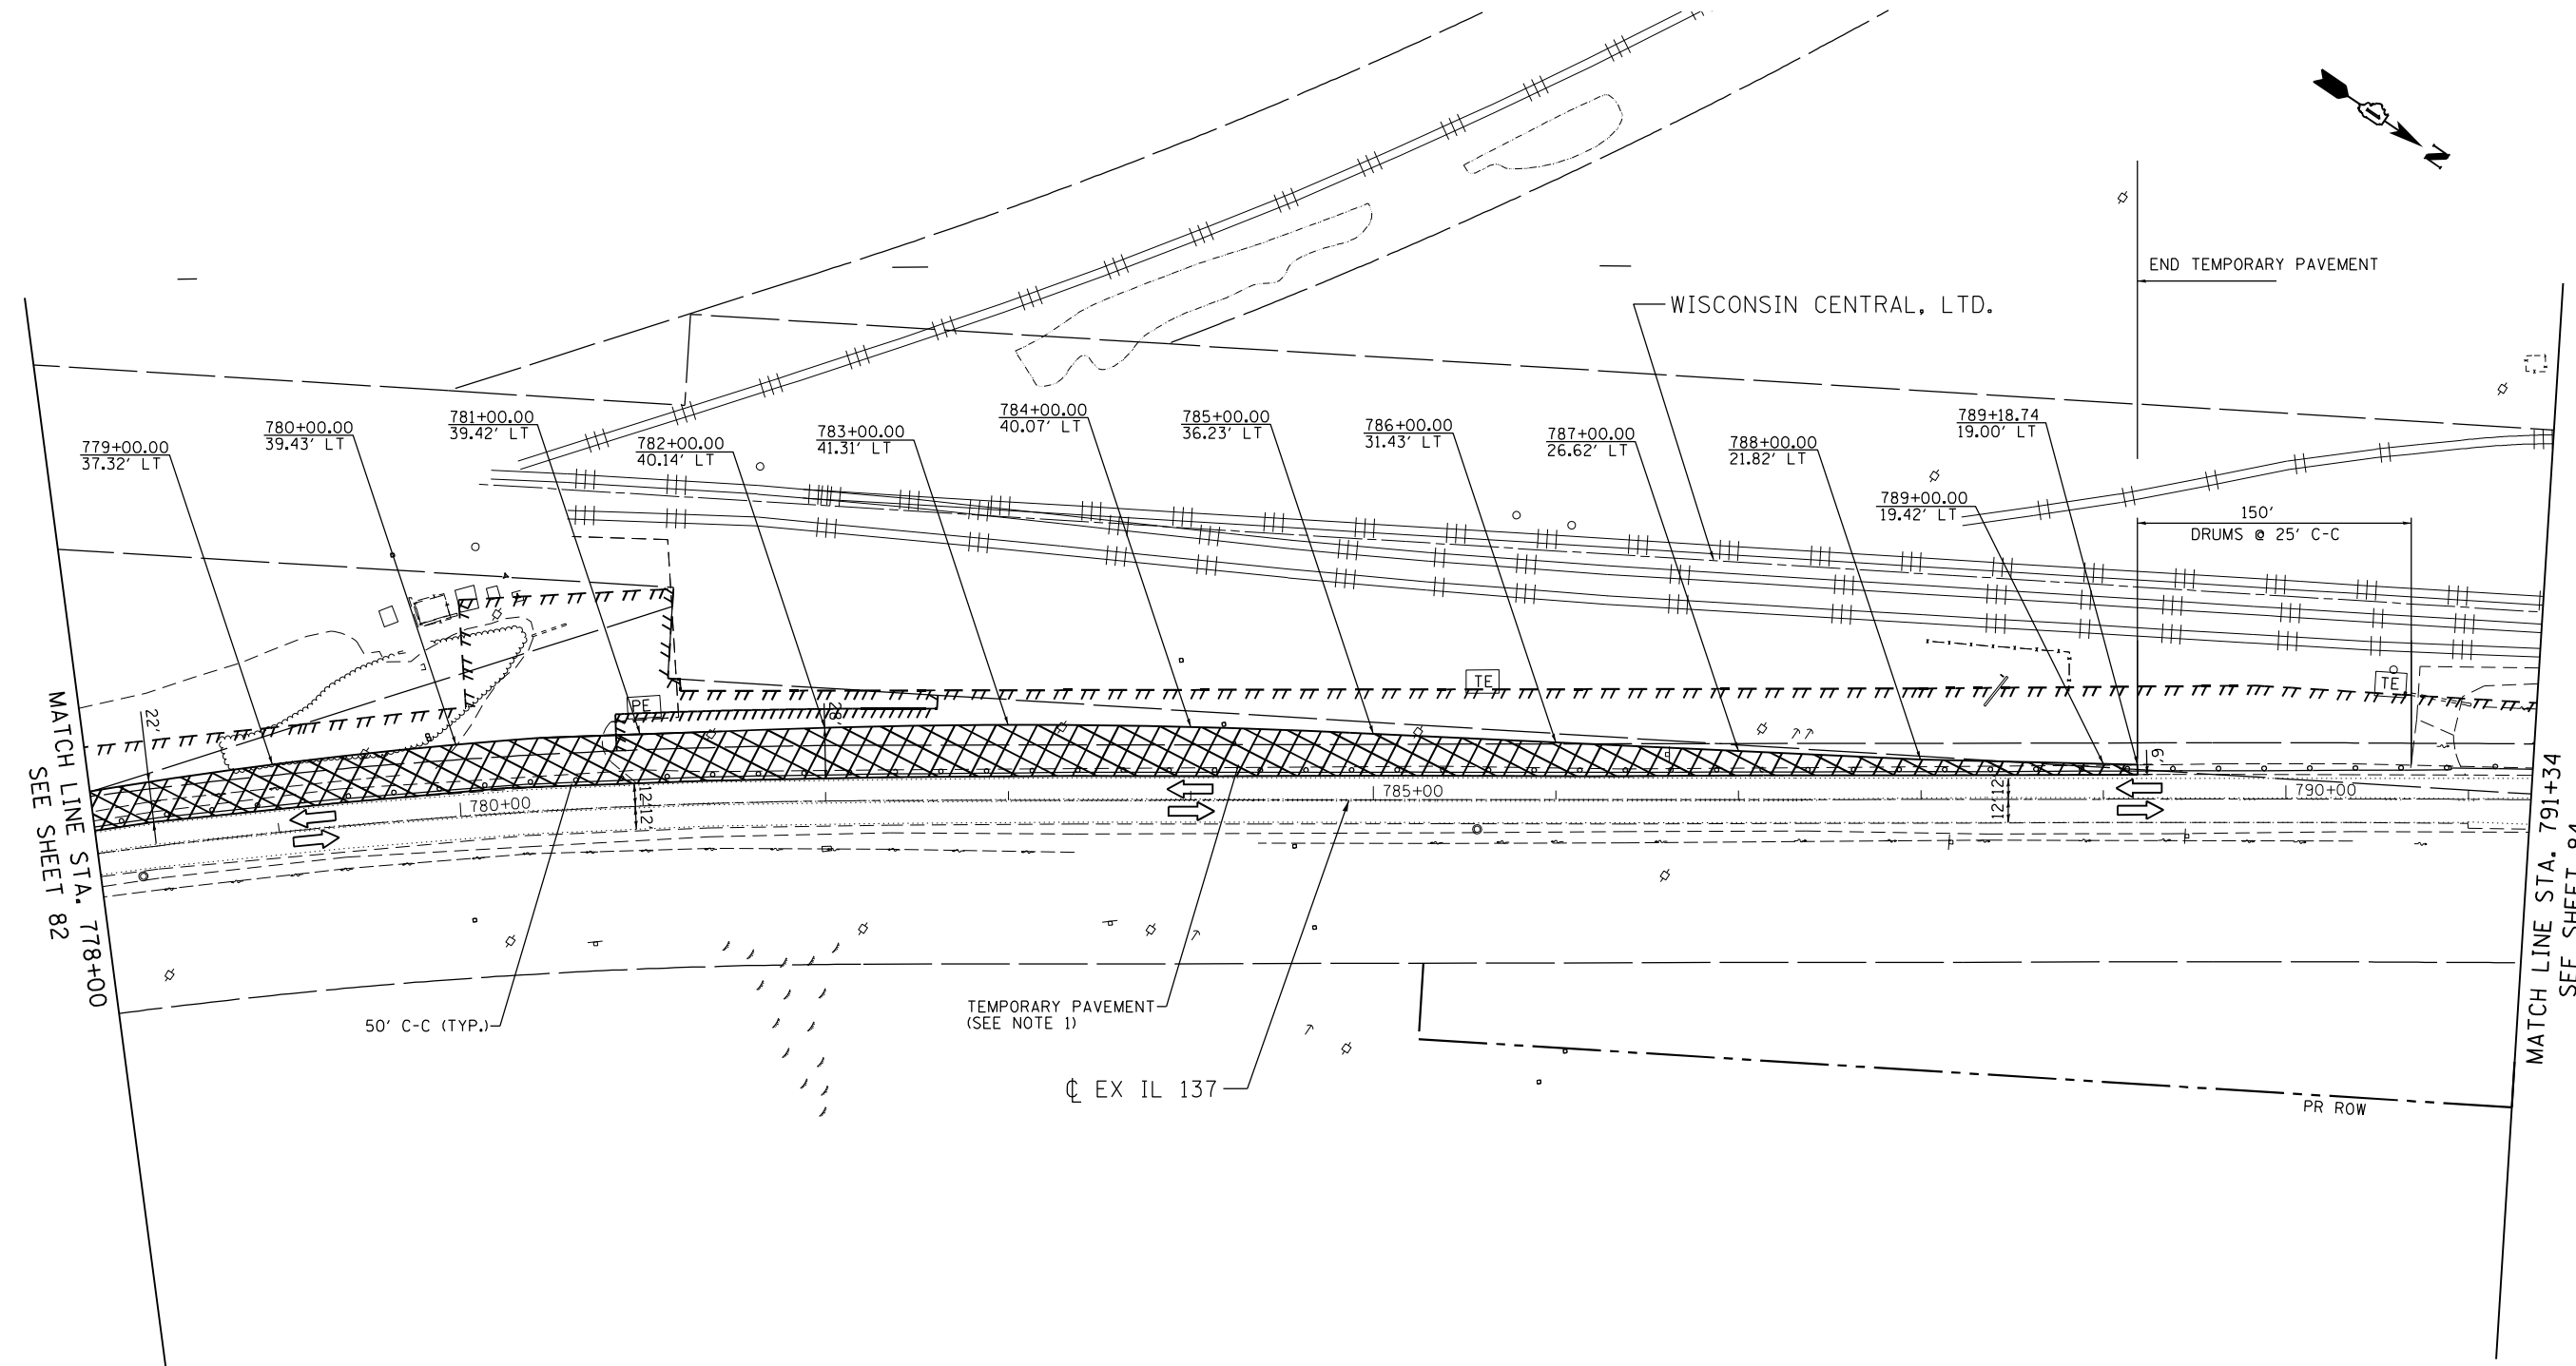 N
END TEMPORARY PAVEMENT
WISCONSIN CENTRAL, LTD.
779+00.00
37.32' LT
780+00.00
39.43' LT
781+00.00
39.42' LT
782+00.00
40.14' LT
783+00.00
41.31' LT
784+00.00
40.07' LT
785+00.00
36.23' LT
786+00.00
31.43' LT
787+00.00
26.62' LT
788+00.00
21.82' LT
789+00.00
19.42' LT
789+18.74
19.00' LT
150'
DRUMS @ 25' C-C
PE
TE
TE
22'
12'
12'
12'
12'
780+00
785+00
790+00
MATCH LINE STA. 778+00
SEE SHEET 82
MATCH LINE STA. 791+34
SEE SHEET
50' C-C (TYP.)
TEMPORARY PAVEMENT
(SEE NOTE 1)
℄ EX IL 137
PR ROW